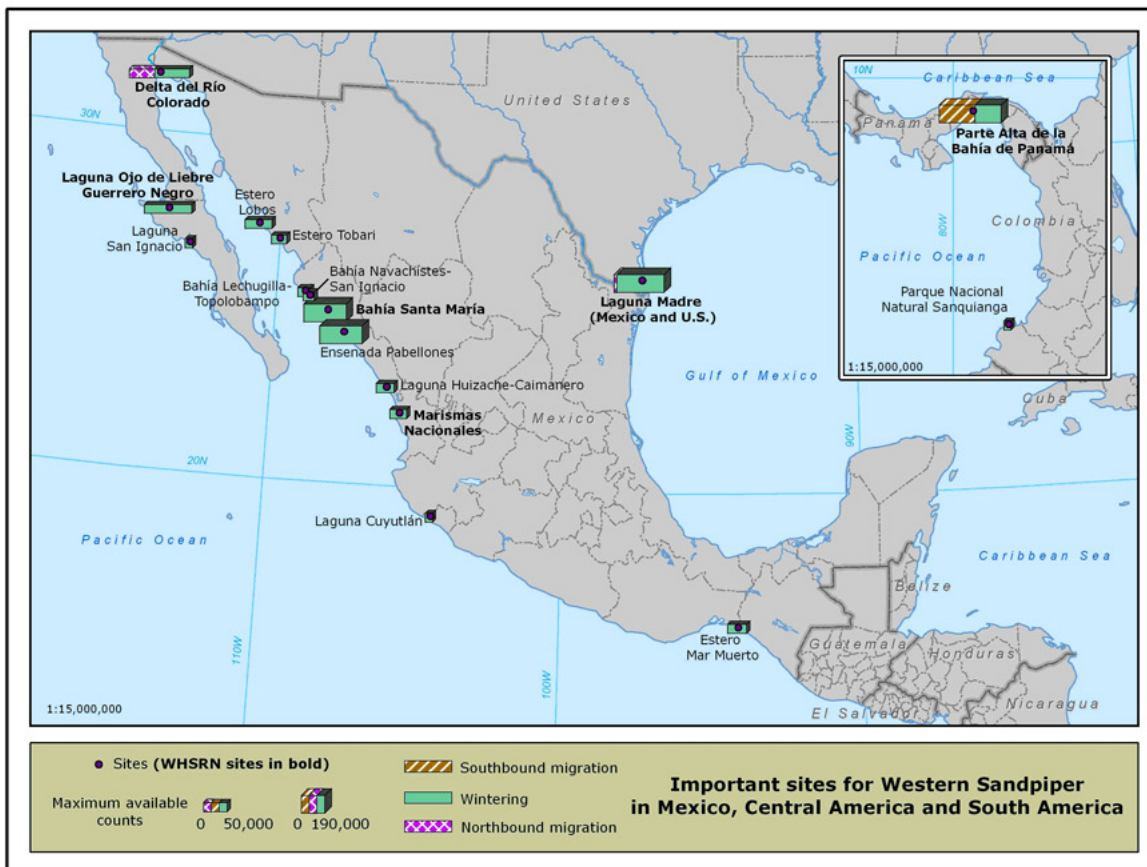 United States
Delta del Río
Colorado
30N
Laguna Ojo de Liebre
Guerrero Negro
Estero
Lobos
Laguna
San Ignacio
Estero Tobari
Bahía Navachistes-
San Ignacio
Bahía Lechugilla-
Topolobampo
Bahía Santa María
Ensenada Pabellones
Laguna Madre
(Mexico and U.S.)
Laguna Huizache-Caimanero
Gulf of Mexico
Marismas
Nacionales
Mexico
Cuba
90W
20N
Laguna Cuyutlán
Pacific Ocean
Caribbean Sea
Belize
110W
100W
Estero
Mar Muerto
Guatemala
Honduras
El Salvador
Nicaragua
1:15,000,000
10N
Caribbean Sea
Panama
Parte Alta de la
Bahía de Panamá
80W
Colombia
Pacific Ocean
Parque Nacional
Natural Sanquianga
1:15,000,000
Sites (WHSRN sites in bold)
Maximum available
counts
0 50,000
0 190,000
Southbound migration
Wintering
Northbound migration
Important sites for Western Sandpiper
in Mexico, Central America and South America